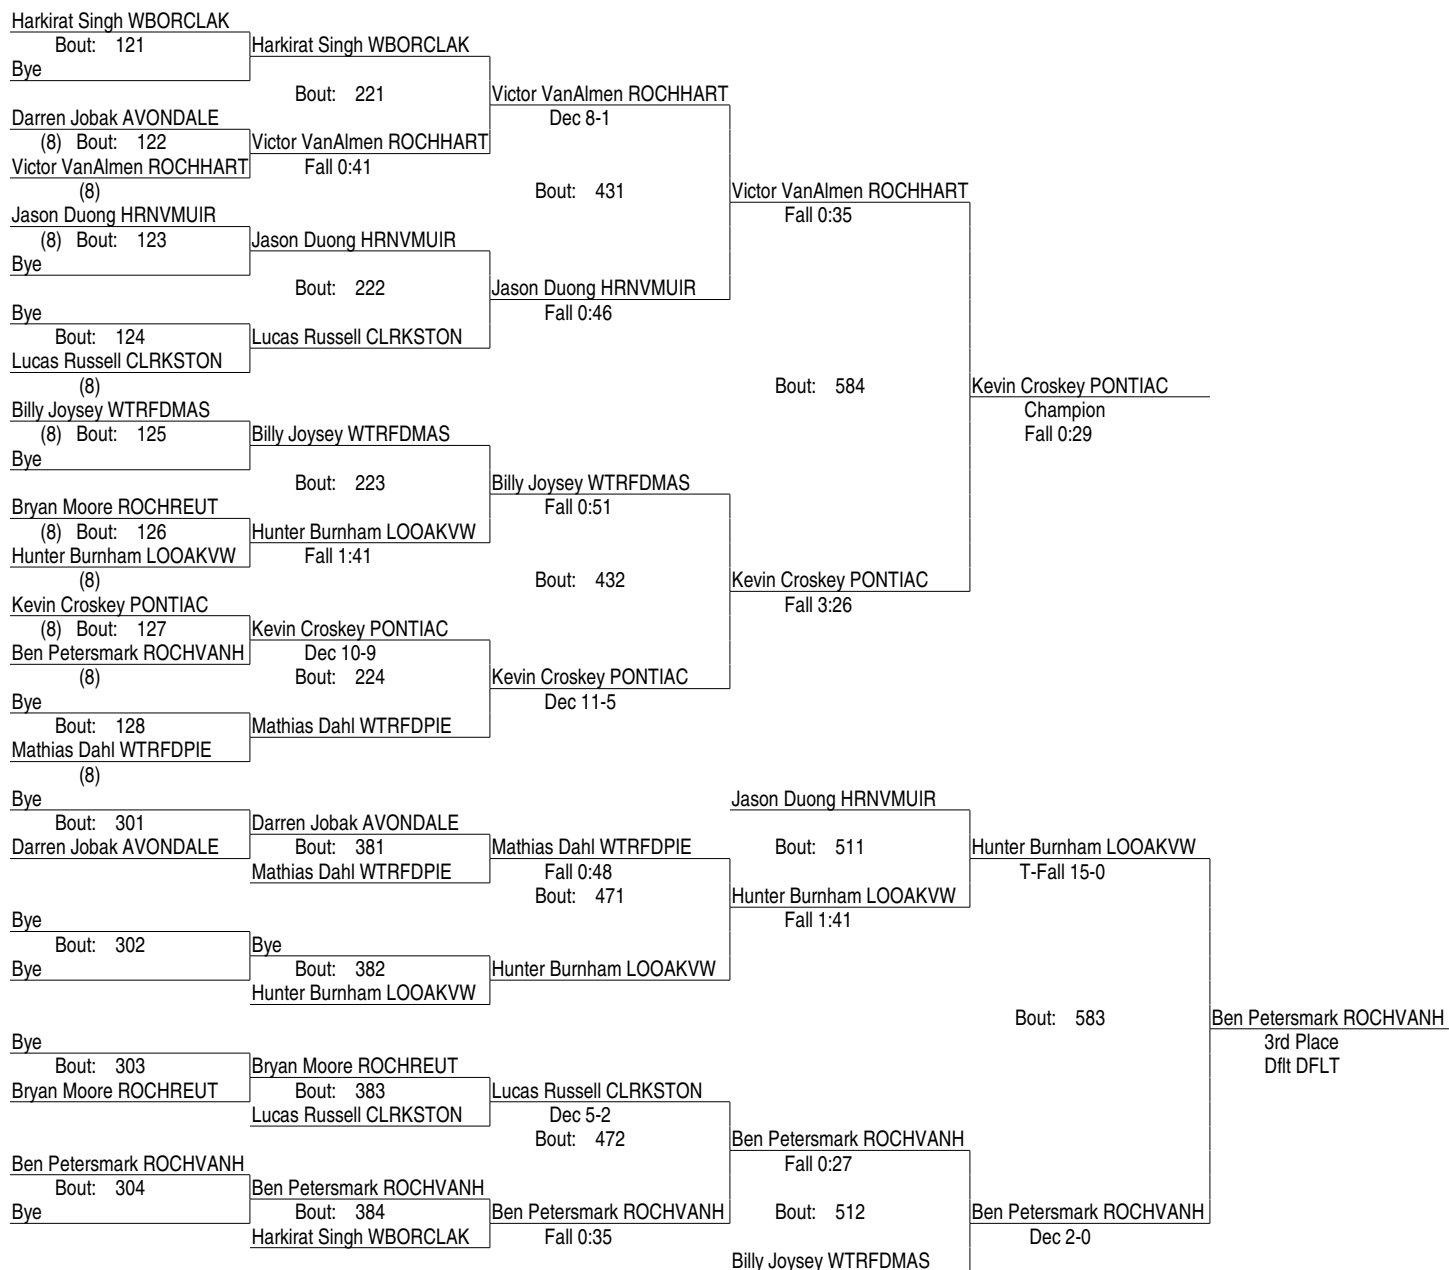 Harkirat Singh WBORCLAK
Bout: 121
Harkirat Singh WBORCLAK
Bye
Bout: 221
Victor VanAlmen ROCHHART
Darren Jobak AVONDALE
Dec 8-1
(8) Bout: 122
Victor VanAlmen ROCHHART
Victor VanAlmen ROCHHART
Fall 0:41
(8)
Bout: 431
Victor VanAlmen ROCHHART
Jason Duong HRNVMUIR
Fall 0:35
(8) Bout: 123
Jason Duong HRNVMUIR
Bye
Bout: 222
Jason Duong HRNVMUIR
Bye
Fall 0:46
Bout: 124
Lucas Russell CLRKSTON
Lucas Russell CLRKSTON
(8)
Bout: 584
Kevin Croskey PONTIAC
Billy Joysey WTRFDMAS
Champion
(8) Bout: 125
Billy Joysey WTRFDMAS
Fall 0:29
Bye
Bout: 223
Billy Joysey WTRFDMAS
Bryan Moore ROCHREUT
Fall 0:51
(8) Bout: 126
Hunter Burnham LOOAKVW
Hunter Burnham LOOAKVW
Fall 1:41
(8)
Bout: 432
Kevin Croskey PONTIAC
Kevin Croskey PONTIAC
Fall 3:26
(8) Bout: 127
Kevin Croskey PONTIAC
Ben Petersmark ROCHVANH
Dec 10-9
(8)
Bout: 224
Kevin Croskey PONTIAC
Bye
Dec 11-5
Bout: 128
Mathias Dahl WTRFDPIE
Mathias Dahl WTRFDPIE
(8)
Bye
Jason Duong HRNVMUIR
Bout: 301
Darren Jobak AVONDALE
Darren Jobak AVONDALE
Bout: 381
Mathias Dahl WTRFDPIE
Bout: 511
Hunter Burnham LOOAKVW
Mathias Dahl WTRFDPIE
Fall 0:48
T-Fall 15-0
Bout: 471
Hunter Burnham LOOAKVW
Bye
Fall 1:41
Bout: 302
Bye
Bye
Bout: 382
Hunter Burnham LOOAKVW
Hunter Burnham LOOAKVW
Bout: 583
Ben Petersmark ROCHVANH
Bye
3rd Place
Bout: 303
Bryan Moore ROCHREUT
Dflt DFLT
Bryan Moore ROCHREUT
Bout: 383
Lucas Russell CLRKSTON
Lucas Russell CLRKSTON
Dec 5-2
Bout: 472
Ben Petersmark ROCHVANH
Ben Petersmark ROCHVANH
Fall 0:27
Bout: 304
Ben Petersmark ROCHVANH
Bye
Bout: 384
Ben Petersmark ROCHVANH
Bout: 512
Ben Petersmark ROCHVANH
Harkirat Singh WBORCLAK
Fall 0:35
Dec 2-0
Billy Joysey WTRFDMAS